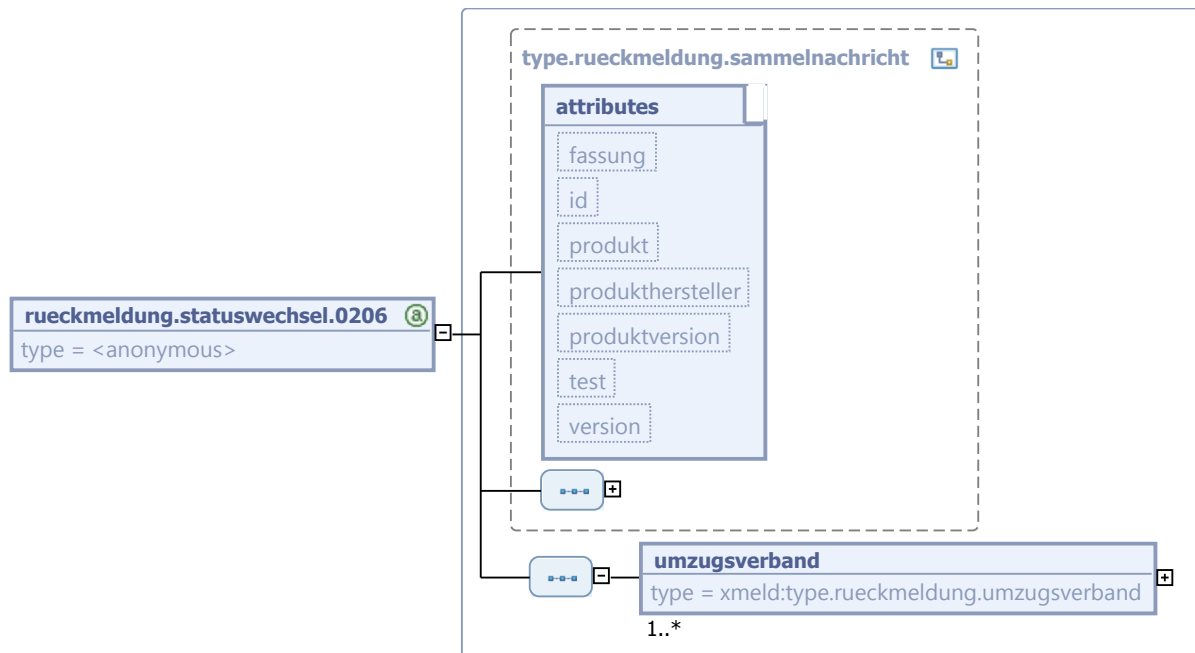 type.rueckmeldung.sammelnachricht
attributes
fassung
id
produkt
produkthersteller
produktversion
test
version
rueckmeldung.statuswechsel.0206 a
type = <anonymous>
umzugsverband
type = xmeld:type.rueckmeldung.umzugsverband
1..*